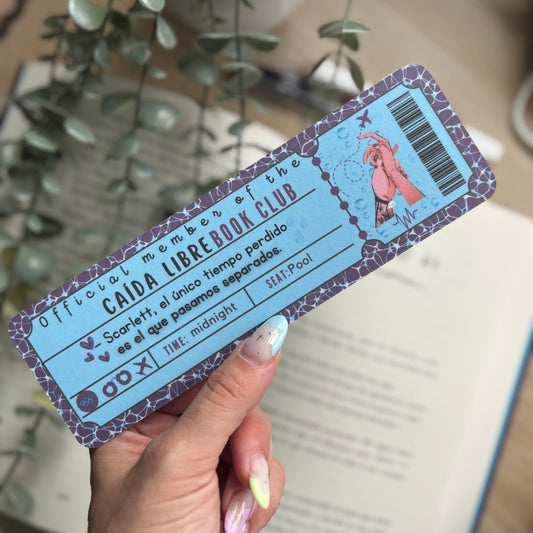 Official member of the
CAIDA LIBRE BOOK CLUB
Scarlett, el único tiempo perdido
es el que pasamos separados.
TIME: midnight
SEAT: Pool